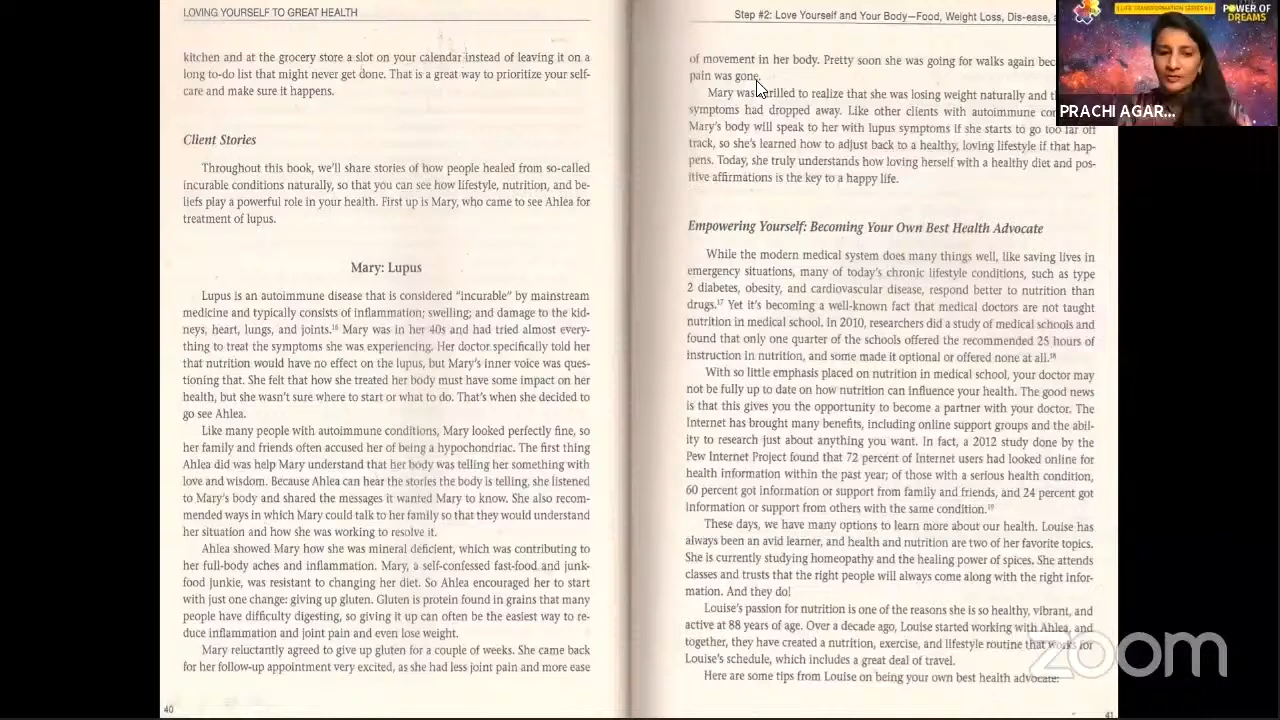 LOVING YOURSELF TO GREAT HEALTH
kitchen and at the grocery store a slot on your calendar instead of leaving it on a
long to-do list that might never get done. That is a great way to prioritize your self-
care and make sure it happens.
Client Stories
Throughout this book, we'll share stories of how people healed from so-called
incurable conditions naturally, so that you can see how lifestyle, nutrition, and be-
liefs play a powerful role in your health. First up is Mary, who came to see Ahlea for
treatment of lupus.
Mary: Lupus
Lupus is an autoimmune disease that is considered "incurable" by mainstream
medicine and typically consists of inflammation; swelling; and damage to the kid-
neys, heart, lungs, and joints.16 Mary was in her 40s and had tried almost every-
thing to treat the symptoms she was experiencing. Her doctor specifically told her
that nutrition would have no effect on the lupus, but Mary's inner voice was ques-
tioning that. She felt that how she treated her body must have some impact on her
health, but she wasn't sure where to start or what to do. That's when she decided to
go see Ahlea.
Like many people with autoimmune conditions, Mary looked perfectly fine, so
her family and friends often accused her of being a hypochondriac. The first thing
Ahlea did was help Mary understand that her body was telling her something with
love and wisdom. Because Ahlea can hear the stories the body is telling, she listened
to Mary's body and shared the messages it wanted Mary to know. She also recom-
mended ways in which Mary could talk to her family so that they would understand
her situation and how she was working to resolve it.
Ahlea showed Mary how she was mineral deficient, which was contributing to
her full-body aches and inflammation. Mary, a self-confessed fast-food and junk-
food junkie, was resistant to changing her diet. So Ahlea encouraged her to start
with just one change: giving up gluten. Gluten is protein found in grains that many
people have difficulty digesting, so giving it up can often be the easiest way to re-
duce inflammation and joint pain and even lose weight.
Mary reluctantly agreed to give up gluten for a couple of weeks. She came back
for her follow-up appointment very excited, as she had less joint pain and more ease
40
Step #2: Love Yourself and Your Body—Food, Weight Loss, Dis-ease,
of movement in her body. Pretty soon she was going for walks again bec
pain was gone.
Mary was thrilled to realize that she was losing weight naturally and
symptoms had dropped away. Like other clients with autoimmune
Mary's body will speak to her with lupus symptoms if she starts to go too far off
track, so she's learned how to adjust back to a healthy, loving lifestyle if that hap-
pens. Today, she truly understands how loving herself with a healthy diet and pos-
itive affirmations is the key to a happy life.
Empowering Yourself: Becoming Your Own Best Health Advocate
While the modern medical system does many things well, like saving lives in
emergency situations, many of today's chronic lifestyle conditions, such as type
2 diabetes, obesity, and cardiovascular disease, respond better to nutrition than
drugs.17 Yet it's becoming a well-known fact that medical doctors are not taught
nutrition in medical school. In 2010, researchers did a study of medical schools and
found that only one quarter of the schools offered the recommended 25 hours of
instruction in nutrition, and some made it optional or offered none at all.18
With so little emphasis placed on nutrition in medical school, your doctor may
not be fully up to date on how nutrition can influence your health. The good news
is that this gives you the opportunity to become a partner with your doctor. The
Internet has brought many benefits, including online support groups and the abil-
ity to research just about anything you want. In fact, a 2012 study done by the
Pew Internet Project found that 72 percent of Internet users had looked online for
health information within the past year; of those with a serious health condition,
60 percent got information or support from family and friends, and 24 percent got
information or support from others with the same condition.19
These days, we have many options to learn more about our health. Louise has
always been an avid learner, and health and nutrition are two of her favorite topics.
She is currently studying homeopathy and the healing power of spices. She attends
classes and trusts that the right people will always come along with the right infor-
mation. And they do!
Louise's passion for nutrition is one of the reasons she is so healthy, vibrant, and
active at 88 years of age. Over a decade ago, Louise started working with Ahlea, and
together, they have created a nutrition, exercise, and lifestyle routine that works for
Louise's schedule, which includes a great deal of travel.
Here are some tips from Louise on being your own best health advocate:
41
LIFE TRANSFORMATION SERIES
POWER OF
DREAMS
PRACHI AGAR...
zoom